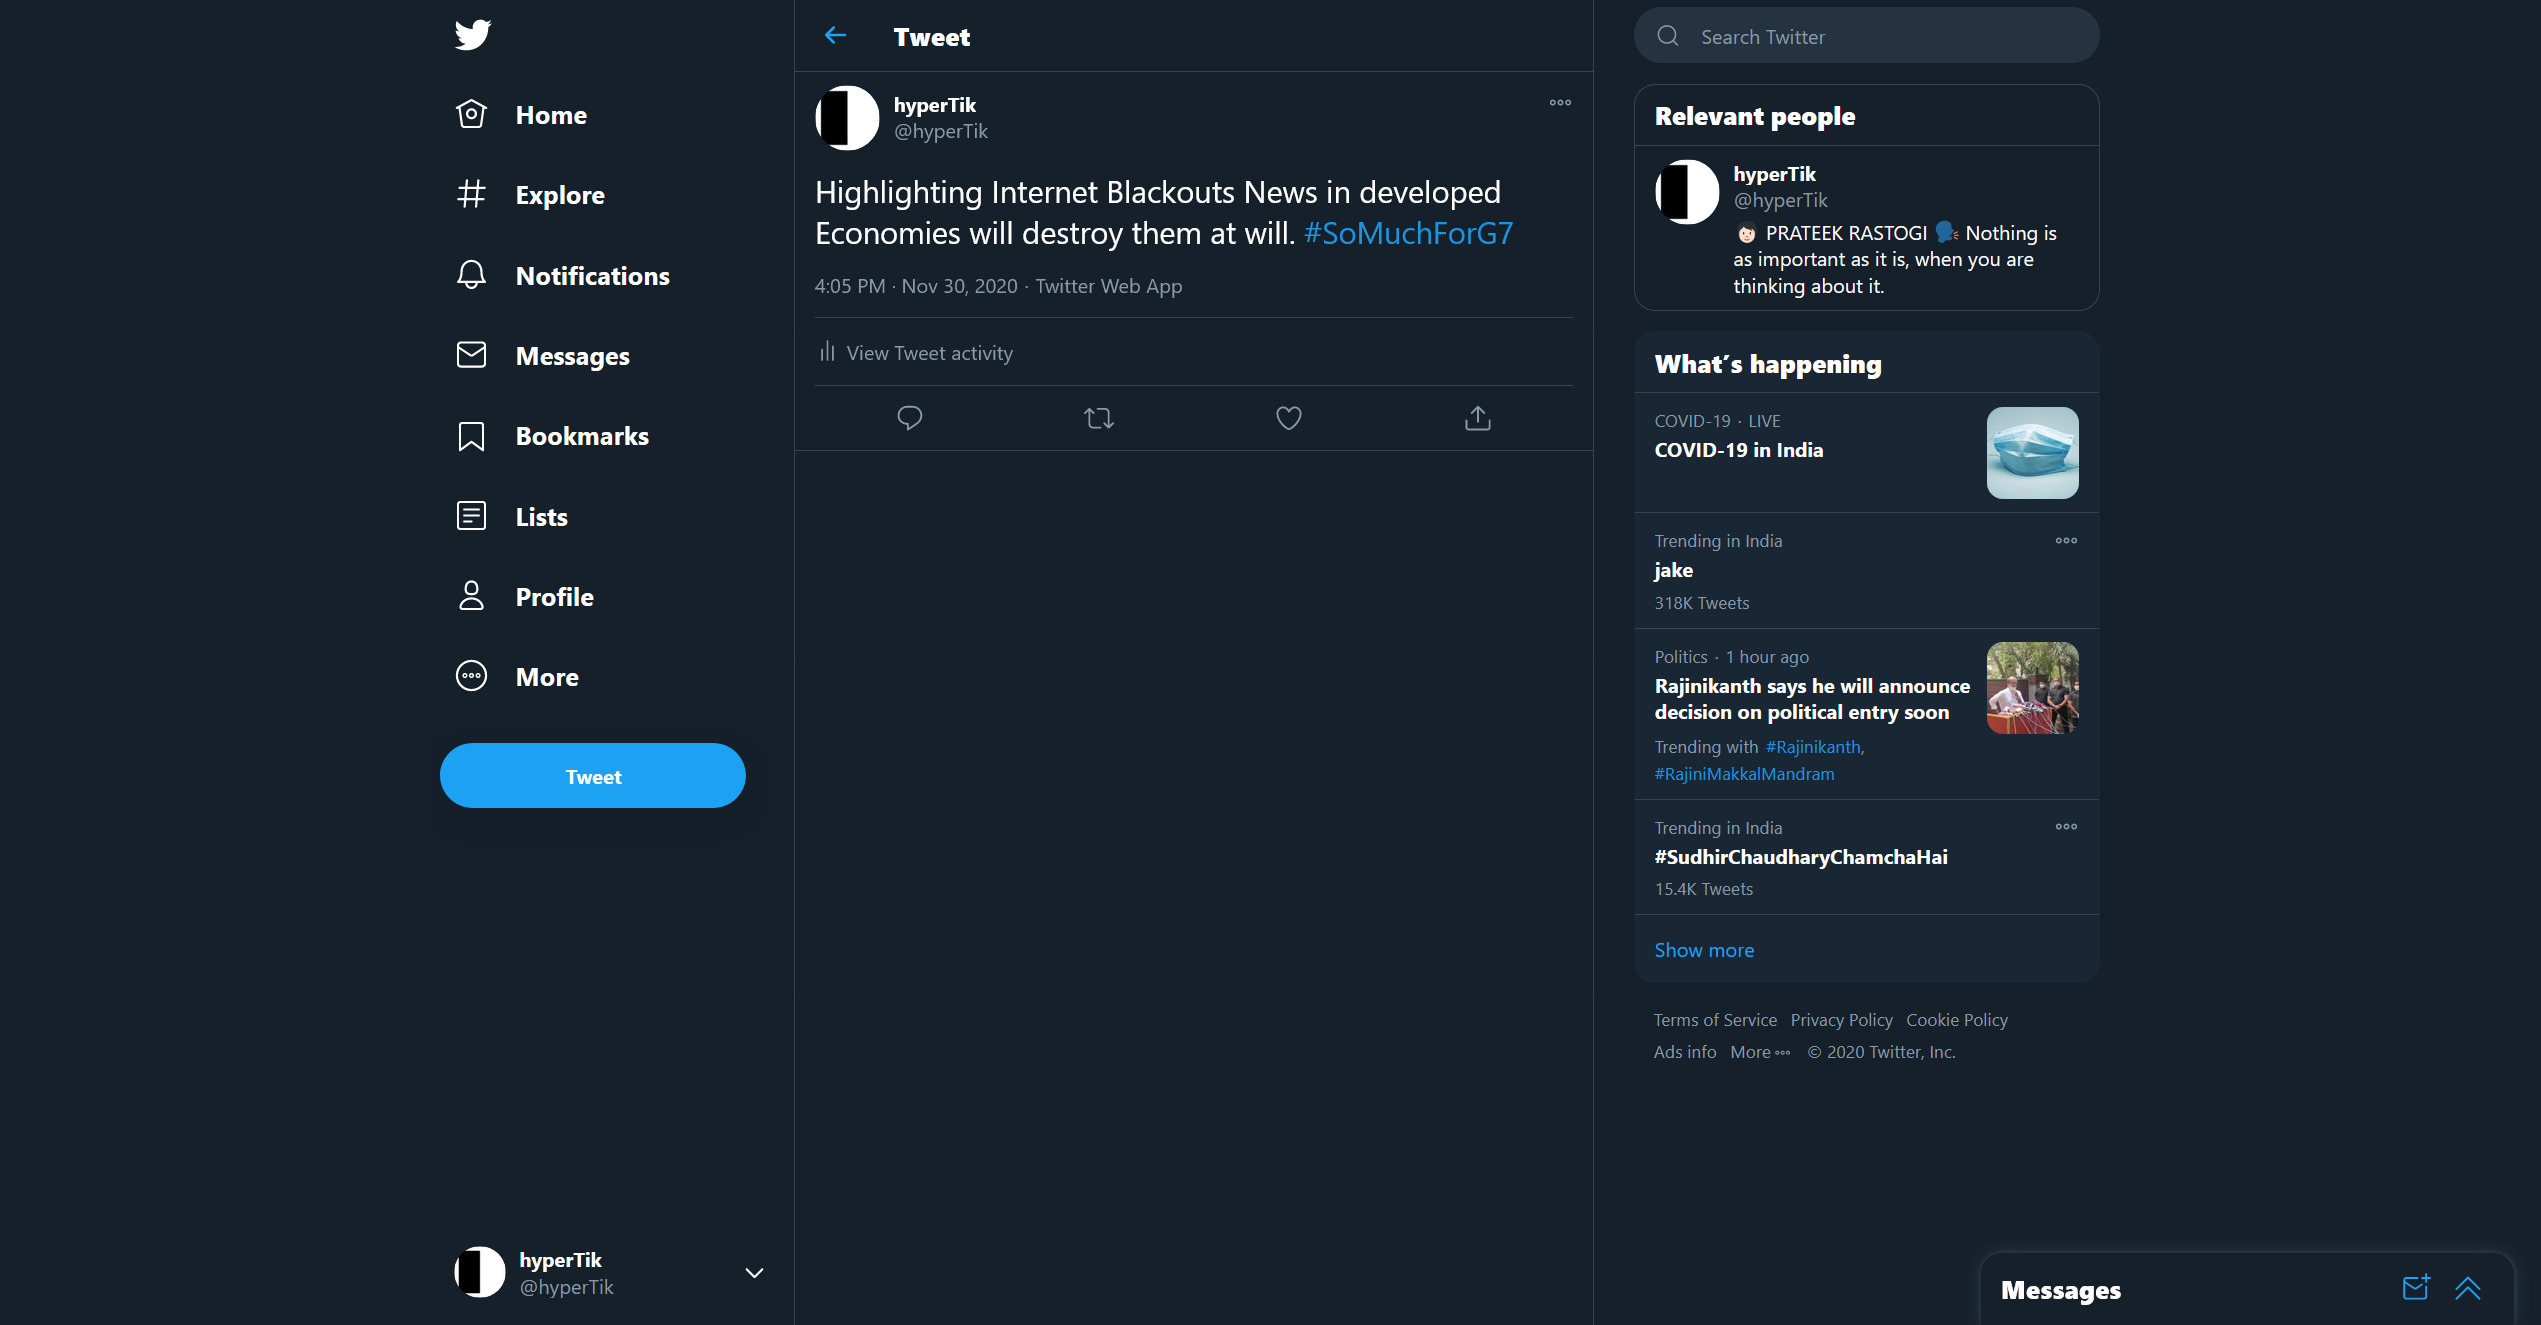 Home
Explore
Notifications
Messages
Bookmarks
Lists
Profile
More
Tweet
hyperTik
@hyperTik
Tweet
hyperTik
@hyperTik
Highlighting Internet Blackouts News in developed
Economies will destroy them at will. #SoMuchForG7
4:05 PM · Nov 30, 2020 · Twitter Web App
View Tweet activity
Search Twitter
Relevant people
hyperTik
@hyperTik
PRATEEK RASTOGI Nothing is
as important as it is, when you are
thinking about it.
What's happening
COVID-19 · LIVE
COVID-19 in India
Trending in India
jake
318K Tweets
Politics · 1 hour ago
Rajinikanth says he will announce
decision on political entry soon
Trending with #Rajinikanth,
#RajiniMakkalMandram
Trending in India
#SudhirChaudharyChamchaHai
15.4K Tweets
Show more
Terms of Service Privacy Policy Cookie Policy
Ads info More © 2020 Twitter, Inc.
Messages